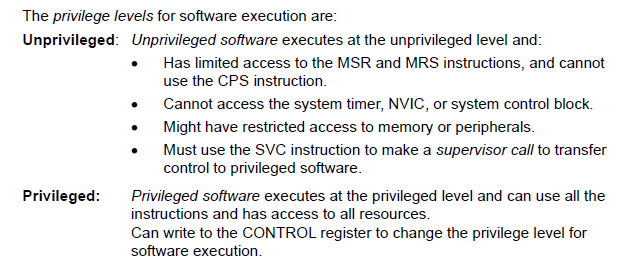 The privilege levels for software execution are:
Unprivileged: Unprivileged software executes at the unprivileged level and:
• Has limited access to the MSR and MRS instructions, and cannot
use the CPS instruction.
• Cannot access the system timer, NVIC, or system control block.
• Might have restricted access to memory or peripherals.
• Must use the SVC instruction to make a supervisor call to transfer
control to privileged software.
Privileged: Privileged software executes at the privileged level and can use all the
instructions and has access to all resources.
Can write to the CONTROL register to change the privilege level for
software execution.